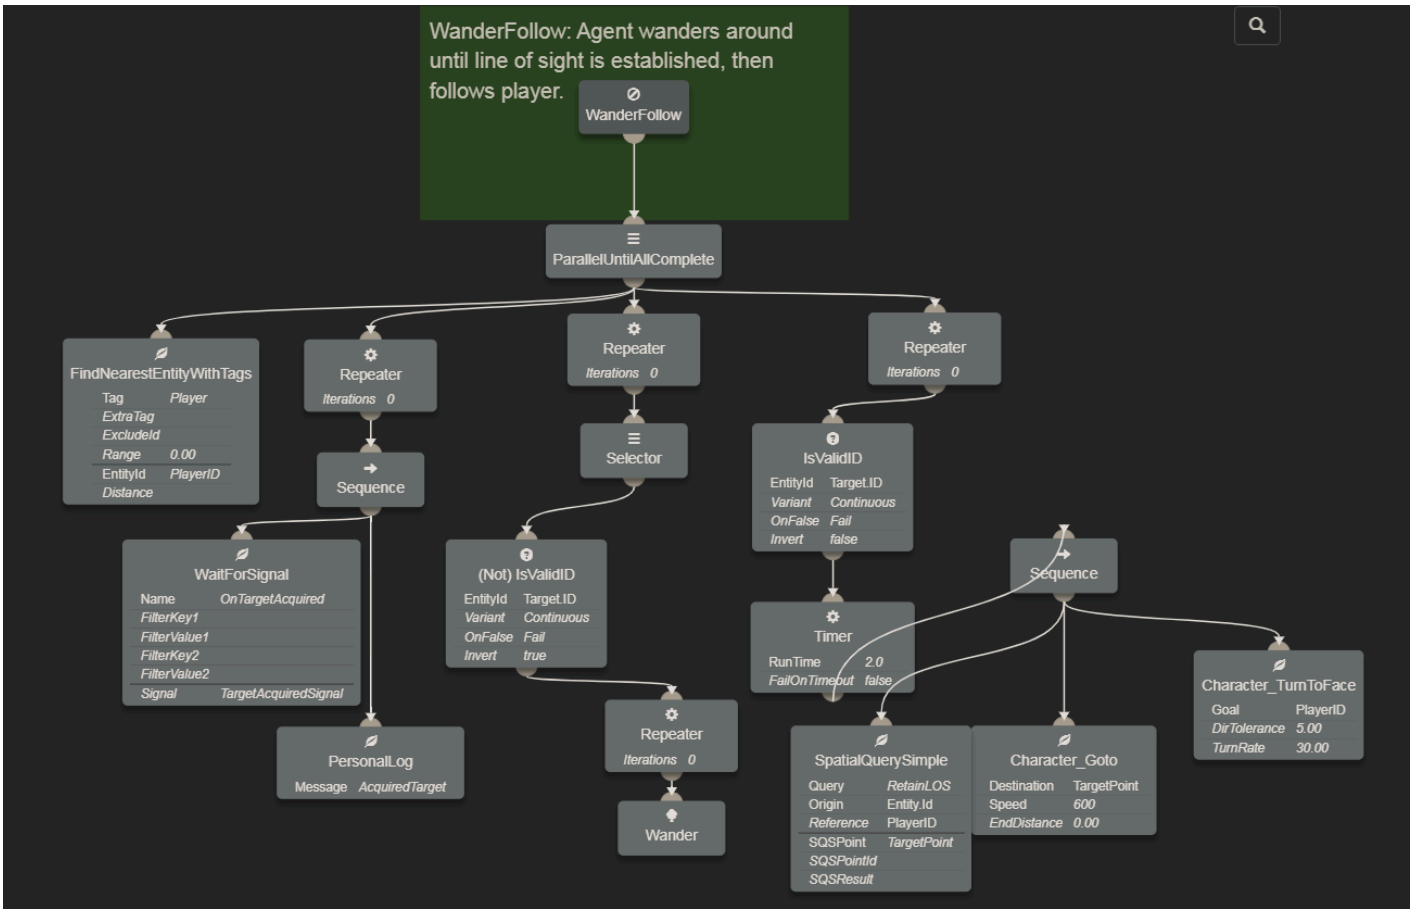 WanderFollow: Agent wanders around
until line of sight is established, then
follows player.
WanderFollow
ParallelUntilAllComplete
FindNearestEntityWithTags
Tag Player
ExtraTag
ExcludeId
Range 0.00
EntityId PlayerID
Distance
Repeater
Iterations 0
Sequence
WaitForSignal
Name OnTargetAcquired
FilterKey1
FilterValue1
FilterKey2
FilterValue2
Signal TargetAcquiredSignal
PersonalLog
Message AcquiredTarget
Repeater
Iterations 0
Selector
(Not) IsValidID
EntityId Target.ID
Variant Continuous
OnFalse Fail
Invert true
Repeater
Iterations 0
Wander
Repeater
Iterations 0
IsValidID
EntityId Target.ID
Variant Continuous
OnFalse Fail
Invert false
Timer
RunTime 2.0
FailOnTimeout false
Sequence
SpatialQuerySimple
Query RetainLOS
Origin Entity.Id
Reference PlayerID
SQSPoint TargetPoint
SQSPointId
SQSResult
Character_Goto
Destination TargetPoint
Speed 600
EndDistance 0.00
Character_TurnToFace
Goal PlayerID
DirTolerance 5.00
TurnRate 30.00